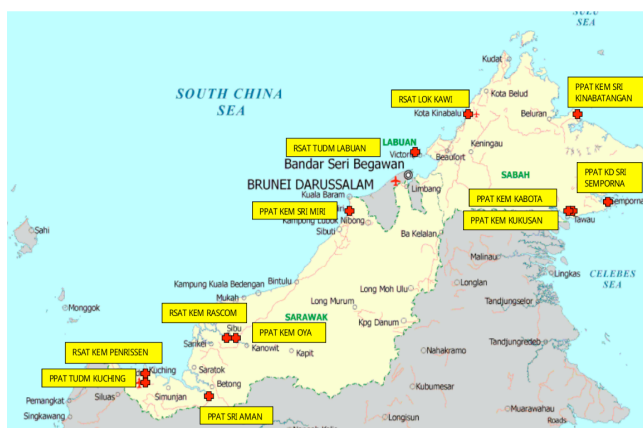 SULU
SEA
Kudat
SOUTH CHINA
SEA
RSAT LOK KAWI
PPAT KEM SRI
KINABATANGAN
Kota Belud
Kota Kinabalu
Beluran
RSAT TUDM LABUAN
LABUAN
Victoria
Beaufort
Keningau
Bandar Seri Begawan
SABAH
PPAT KD SRI
SEMPORNA
BRUNEI DARUSSALAM
Limbang
Kuala Baram
PPAT KEM KABOTA
Semporna
PPAT KEM SRI MIRI
PPAT KEM KUKUSAN
Tawau
Kampung Lubok Nibong
Sibuti
Ba Kelalan
Sahi
Malinau
Lingkas
CELEBES
SEA
Kampung Kuala Bedengan
Bintulu
Long Moh Ulu
Longlan
Mukah
Tandjungselor
Monggok
Long Murum
RSAT KEM RASCOM
SARAWAK
Kpg Danum
Sibu
PPAT KEM OYA
Sarikei
Kanowit
Kapit
Nahakramo
Tandjungredeb
RSAT KEM PENRISSEN
Kuching
Saratok
PPAT TUDM KUCHING
Betong
Kubumesar
Siluas
Simunjan
Pemangkat
Singkawang
PPAT SRI AMAN
Longisun
Muarawahau
Roads